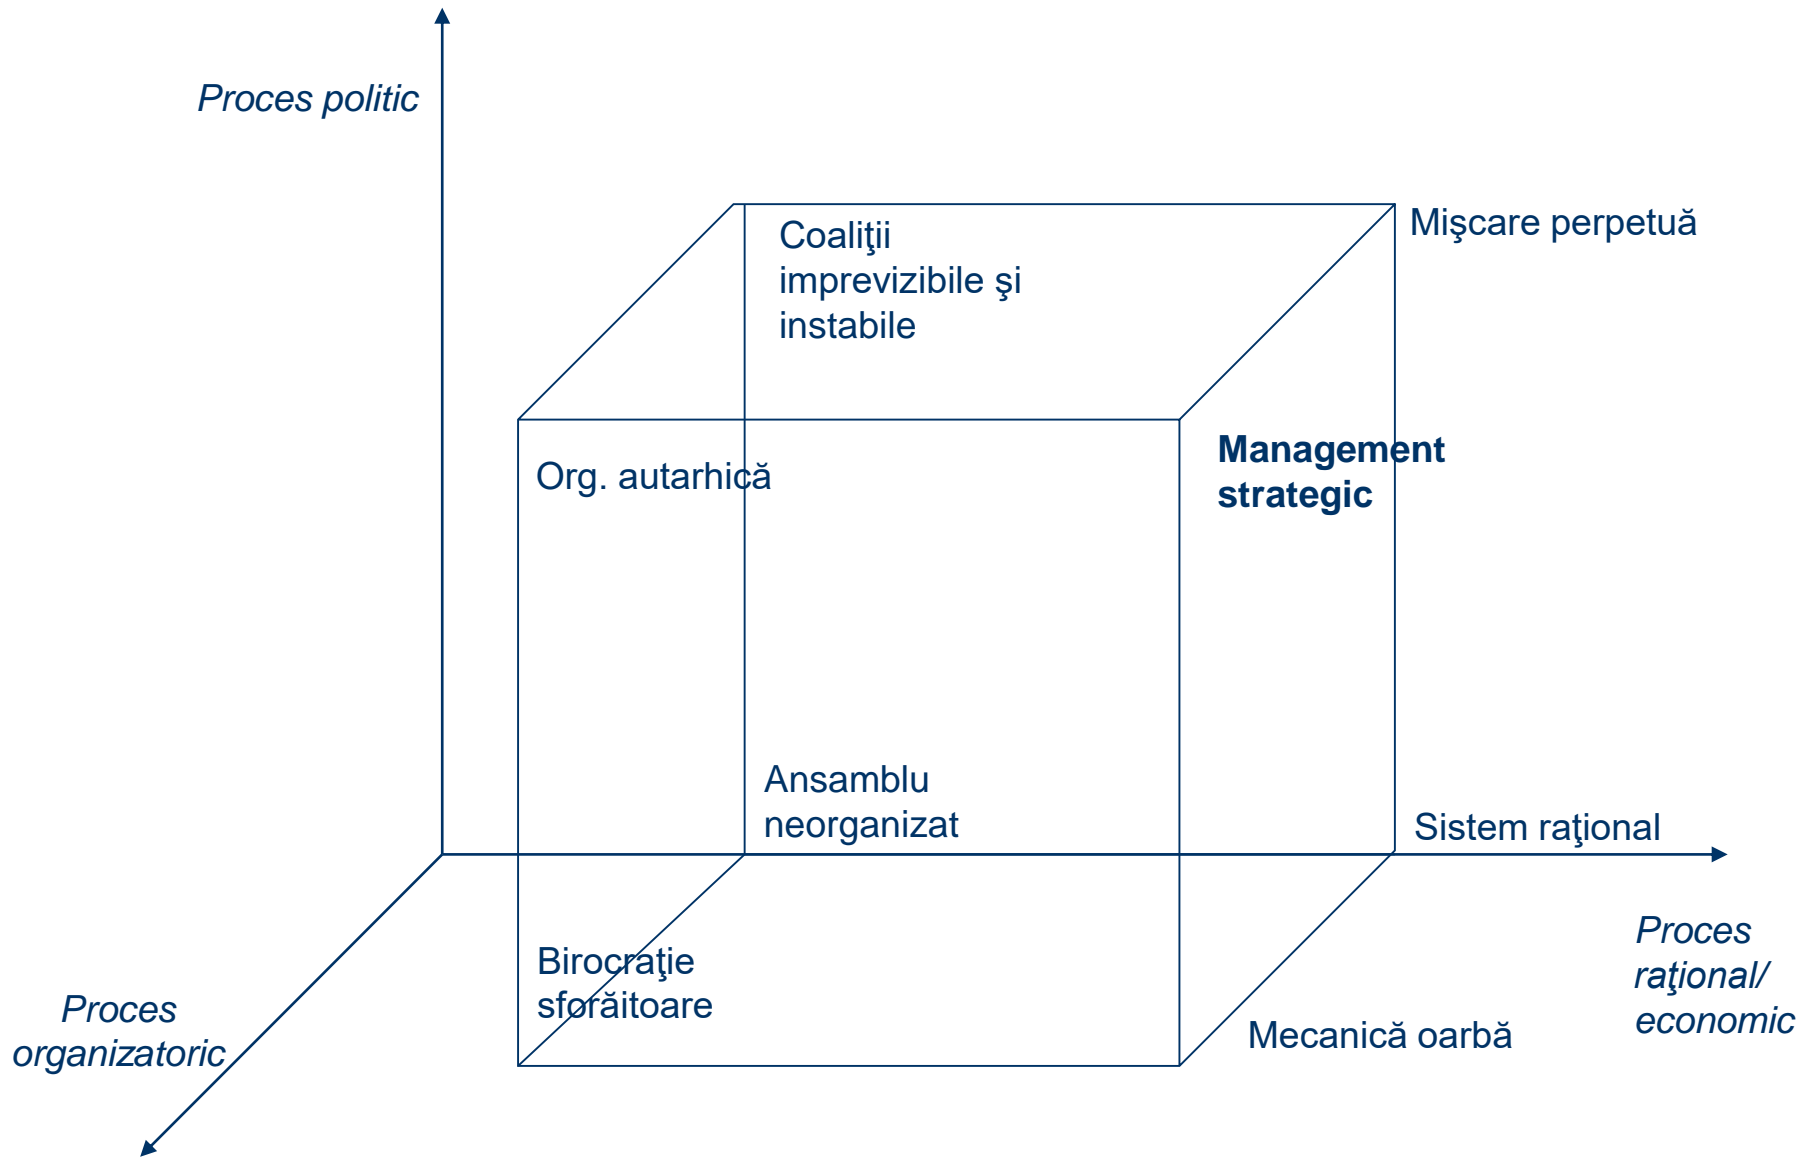 Proces politic
Coaliţii
imprevizibile şi
instabile
Mişcare perpetuă
Org. autarhică
Management
strategic
Ansamblu
neorganizat
Sistem raţional
Birocraţie
sforăitoare
Mecanică oarbă
Proces
organizatoric
Proces
raţional/
economic